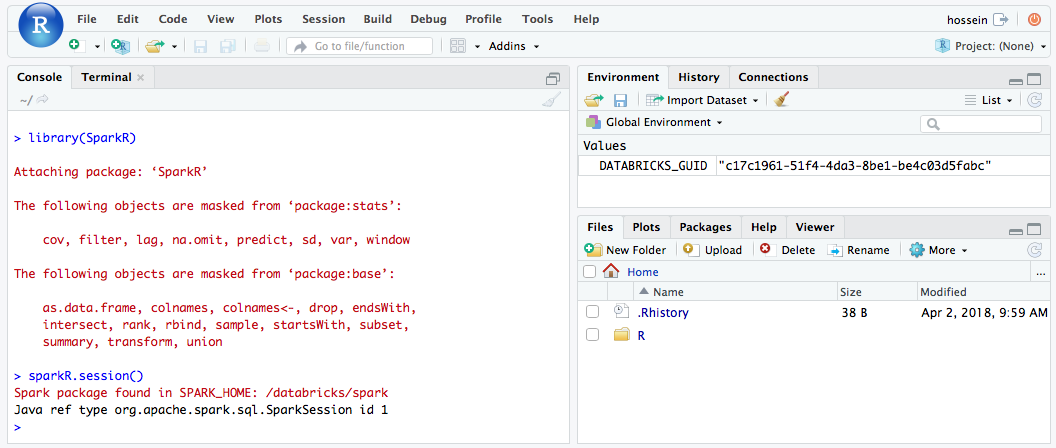 R
File Edit Code View Plots Session Build Debug Profile Tools Help
hossein
Go to file/function
Addins
Project: (None)
Console Terminal
~/
> library(SparkR)
Attaching package: ‘SparkR’
The following objects are masked from ‘package:stats’:
cov, filter, lag, na.omit, predict, sd, var, window
The following objects are masked from ‘package:base’:
as.data.frame, colnames, colnames<-, drop, endsWith,
intersect, rank, rbind, sample, startsWith, subset,
summary, transform, union
> sparkR.session()
Spark package found in SPARK_HOME: /databricks/spark
Java ref type org.apache.spark.sql.SparkSession id 1
>
Environment History Connections
Import Dataset
List
Global Environment
Values
DATABRICKS_GUID "c17c1961-51f4-4da3-8be1-be4c03d5fabc"
Files Plots Packages Help Viewer
New Folder Upload Delete Rename More
Home ...
Name Size Modified
.Rhistory 38 B Apr 2, 2018, 9:59 AM
R